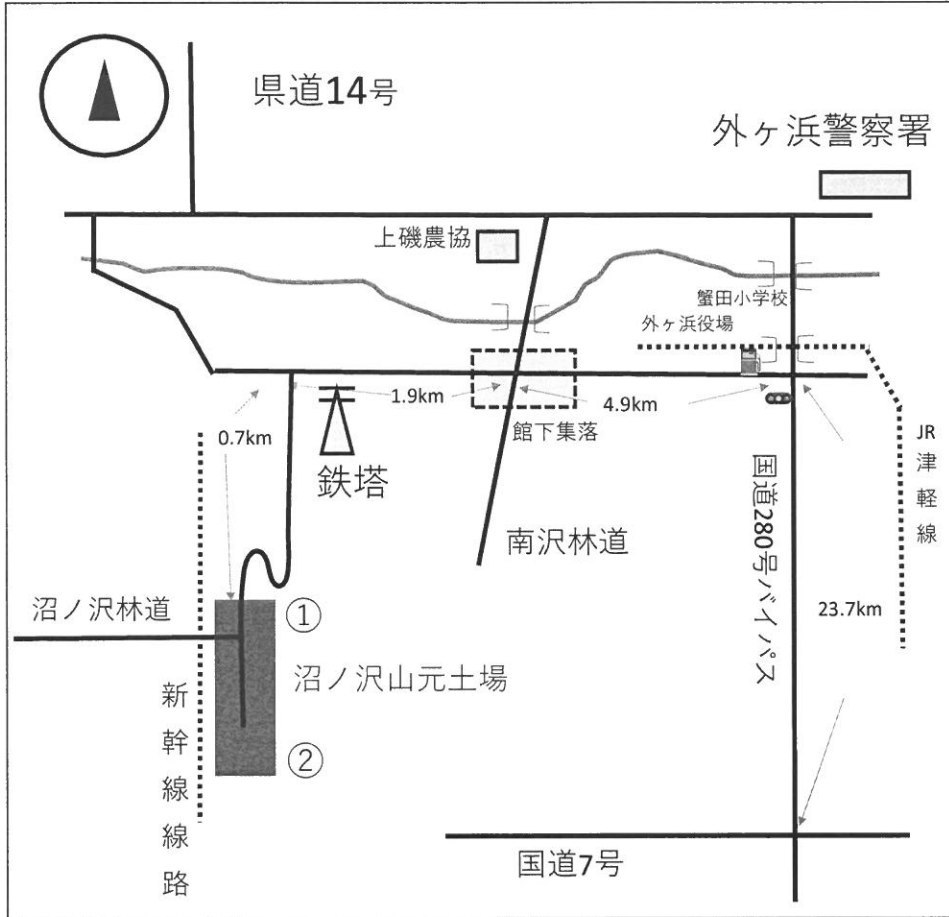 県道14号
外ヶ浜警察署
上磯農協
蟹田小学校
外ヶ浜役場
1.9km
4.9km
0.7km
館下集落
鉄塔
JR津軽線
国道280号バイパス
南沢林道
沼ノ沢林道
①
23.7km
沼ノ沢山元土場
新幹線線路
②
国道7号